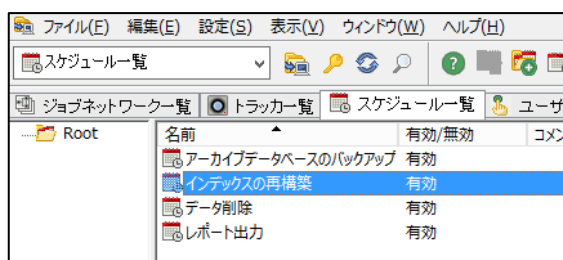 ファイル(F) 編集(E) 設定(S) 表示(V) ウィンドウ(W) ヘルプ(H)
スケジュール一覧
ジョブネットワーク一覧 トラッカー一覧 スケジュール一覧 ユーザ
Root
名前 有効/無効 コメン
アーカイブデータベースのバックアップ 有効
インデックスの再構築 有効
データ削除 有効
レポート出力 有効